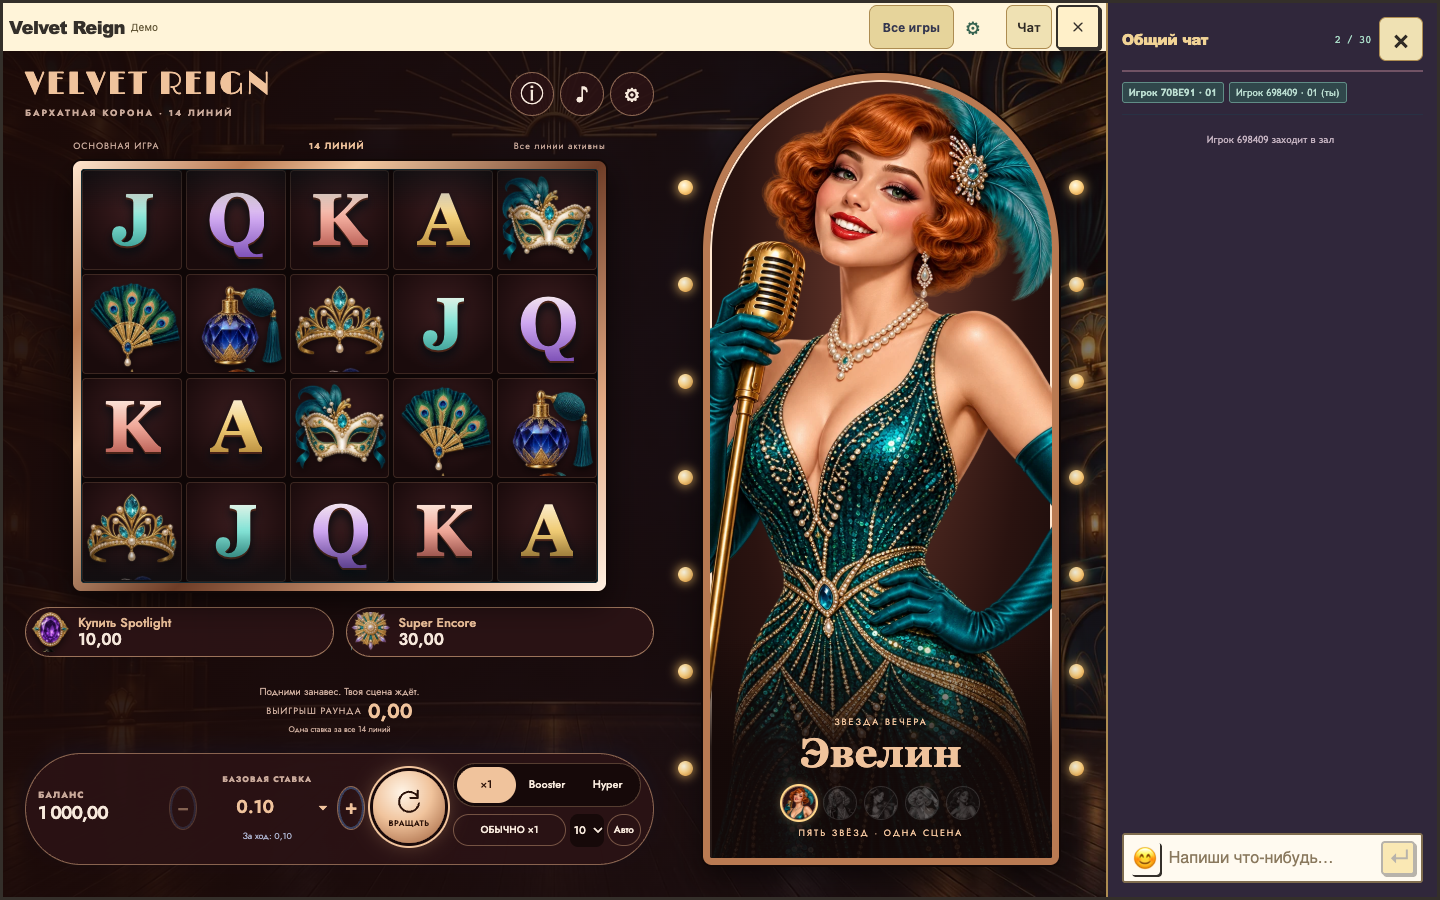 Velvet Reign Демо
Все игры
Чат
Общий чат
2 / 30
Игрок 70BE91 · 01
Игрок 698409 · 01 (ты)
Игрок 698409 заходит в зал
VELVET REIGN
БАРХАТНАЯ КОРОНА · 14 ЛИНИЙ
ОСНОВНАЯ ИГРА
14 ЛИНИЙ
Все линии активны
J Q K A
J Q
K A
J Q K A
Купить Spotlight
10,00
Super Encore
30,00
Подними занавес. Твоя сцена ждёт.
ВЫИГРЫШ РАУНДА 0,00
Одна ставка за все 14 линий
БАЛАНС
1 000,00
БАЗОВАЯ СТАВКА
0.10
За ход: 0,10
ВРАЩАТЬ
×1
Booster
Hyper
ОБЫЧНО ×1
10
Авто
ЗВЕЗДА ВЕЧЕРА
Эвелин
ПЯТЬ ЗВЁЗД · ОДНА СЦЕНА
Напиши что-нибудь...